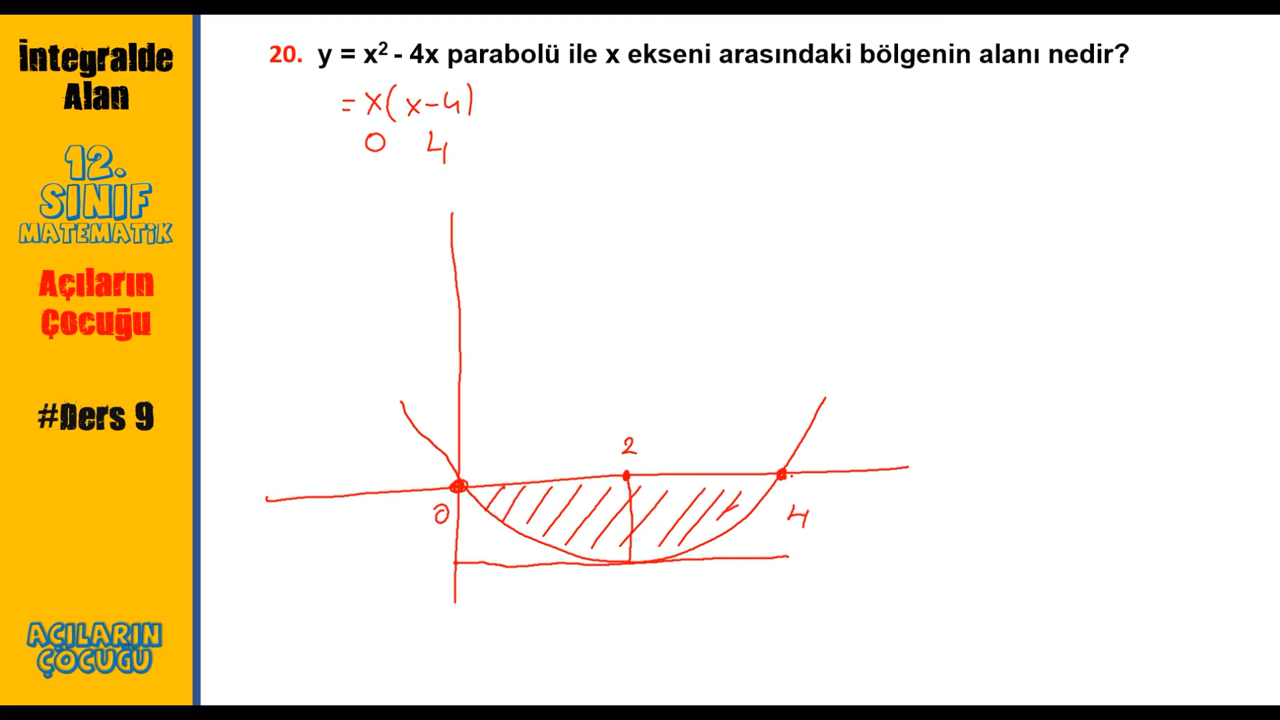 İntegralde
Alan
12.
SINIF
MATEMATİK
Açıların
Çocuğu
#Ders 9
AÇILARIN
ÇOCUĞU
20. y = x² - 4x parabolü ile x ekseni arasındaki bölgenin alanı nedir?
= x(x-4)
0 4
2
0
4